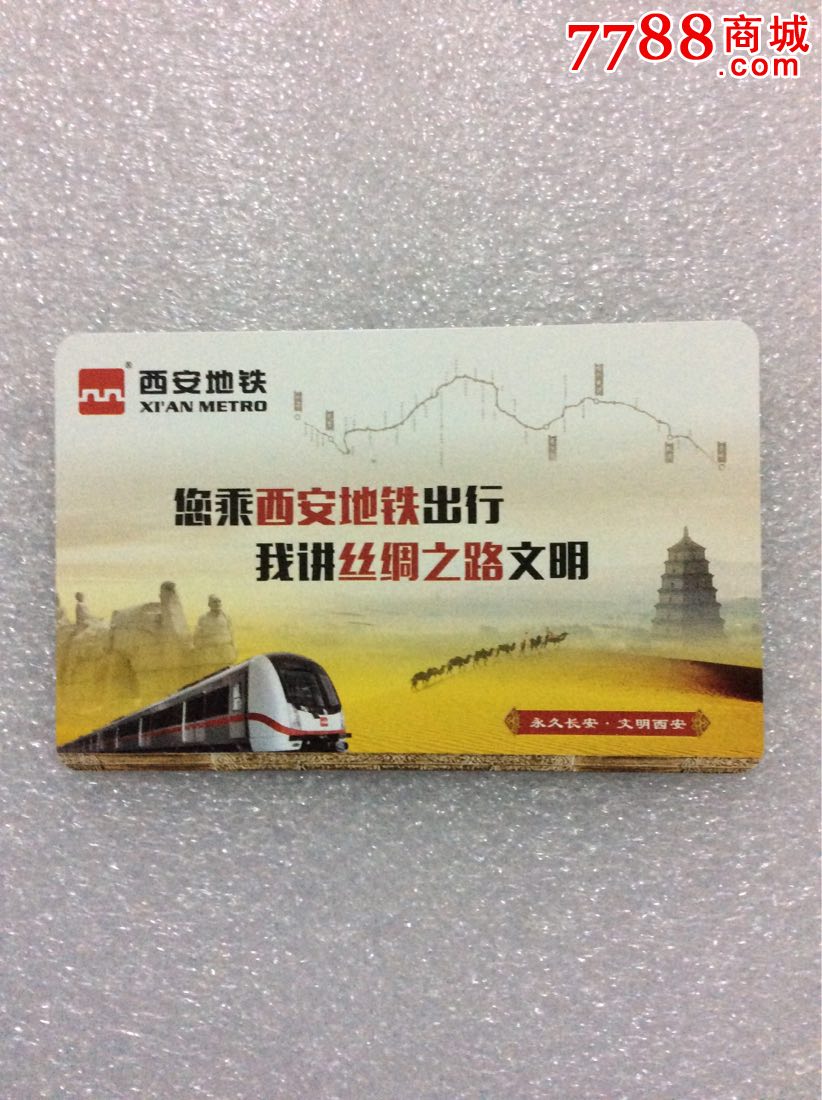 7788商城
.com
西安地铁®
XI'AN METRO
您乘西安地铁出行
我讲丝绸之路文明
永久长安·文明西安